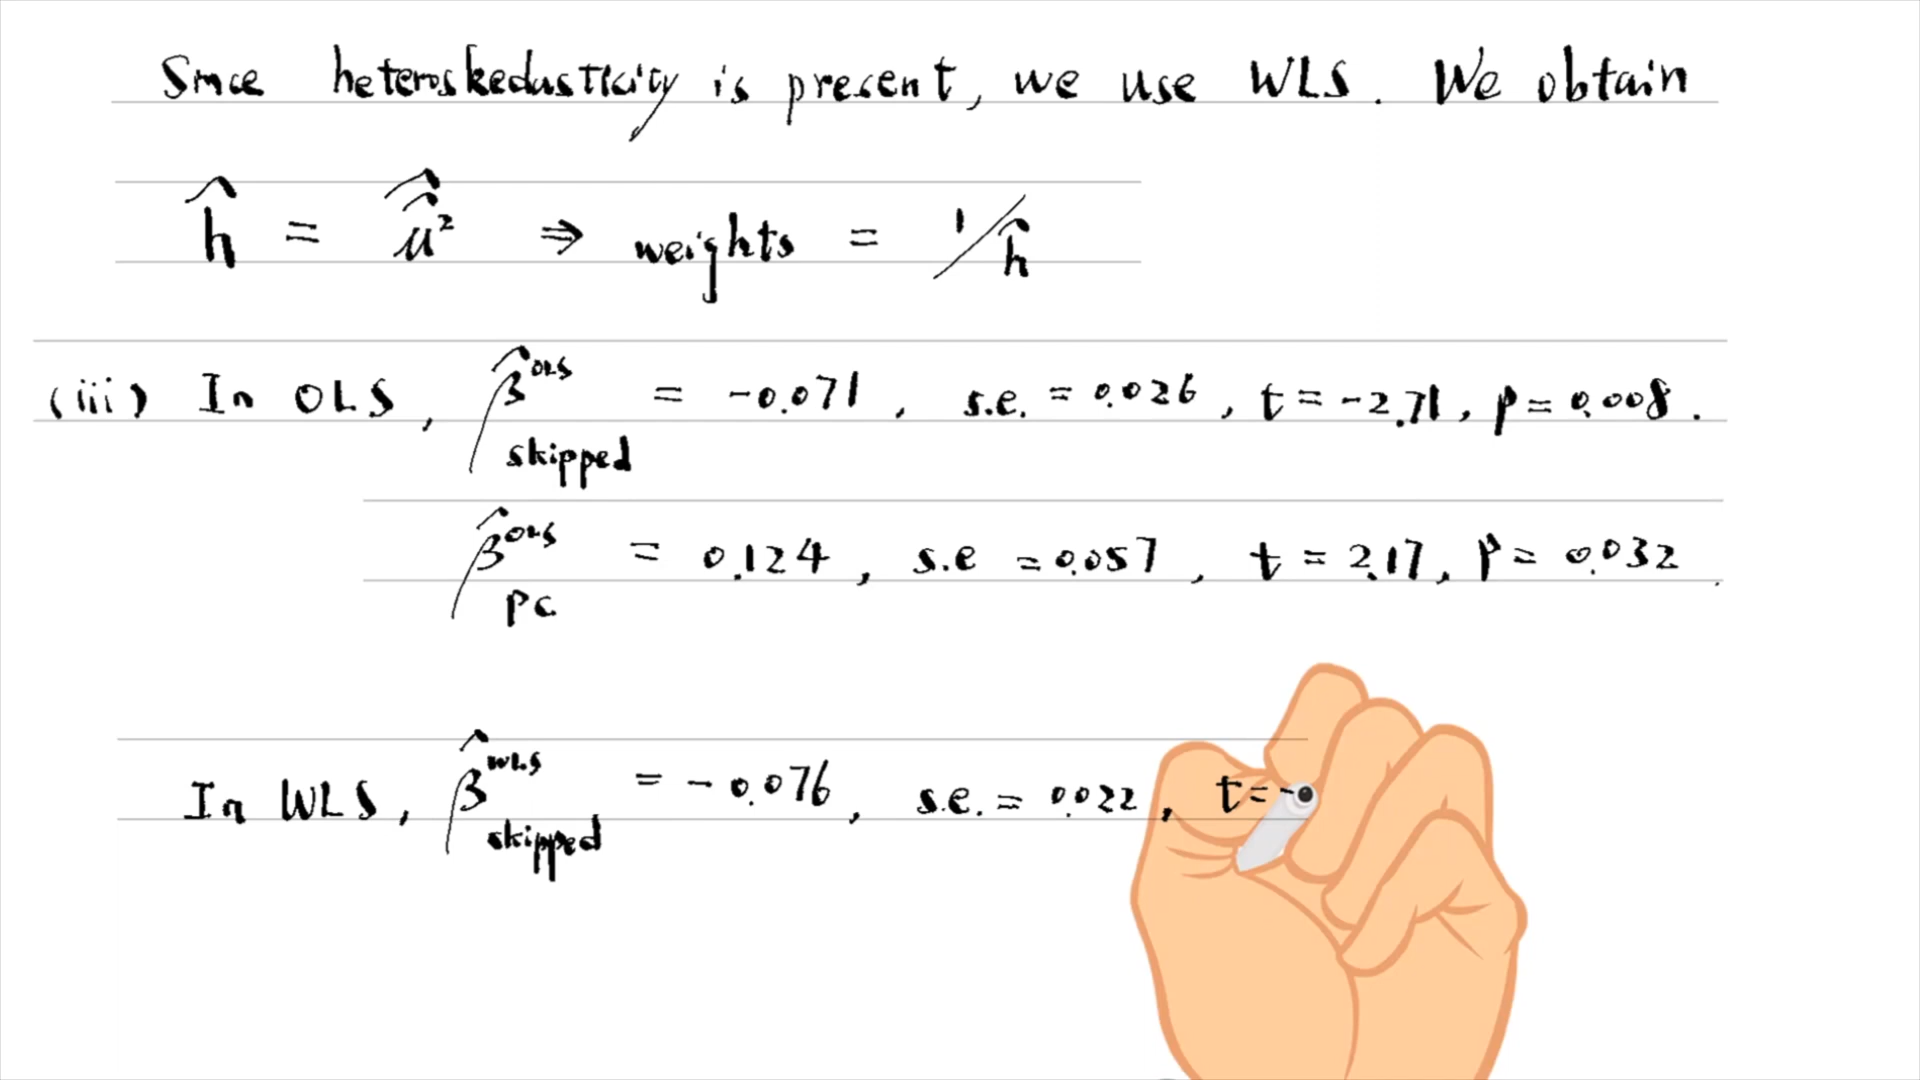 Since heteroskedasticity is present, we use WLS. We obtain
ĥ = û̂² ⇒ weights = 1/ĥ
(iii) In OLS, β̂^OLS_skipped = -0.071, s.e. = 0.026, t = -2.71, p = 0.008.
β̂^OLS_pc = 0.124, s.e = 0.057, t = 2.17, p = 0.032.
In WLS, β̂^WLS_skipped = -0.076, s.e. = 0.022, t = -